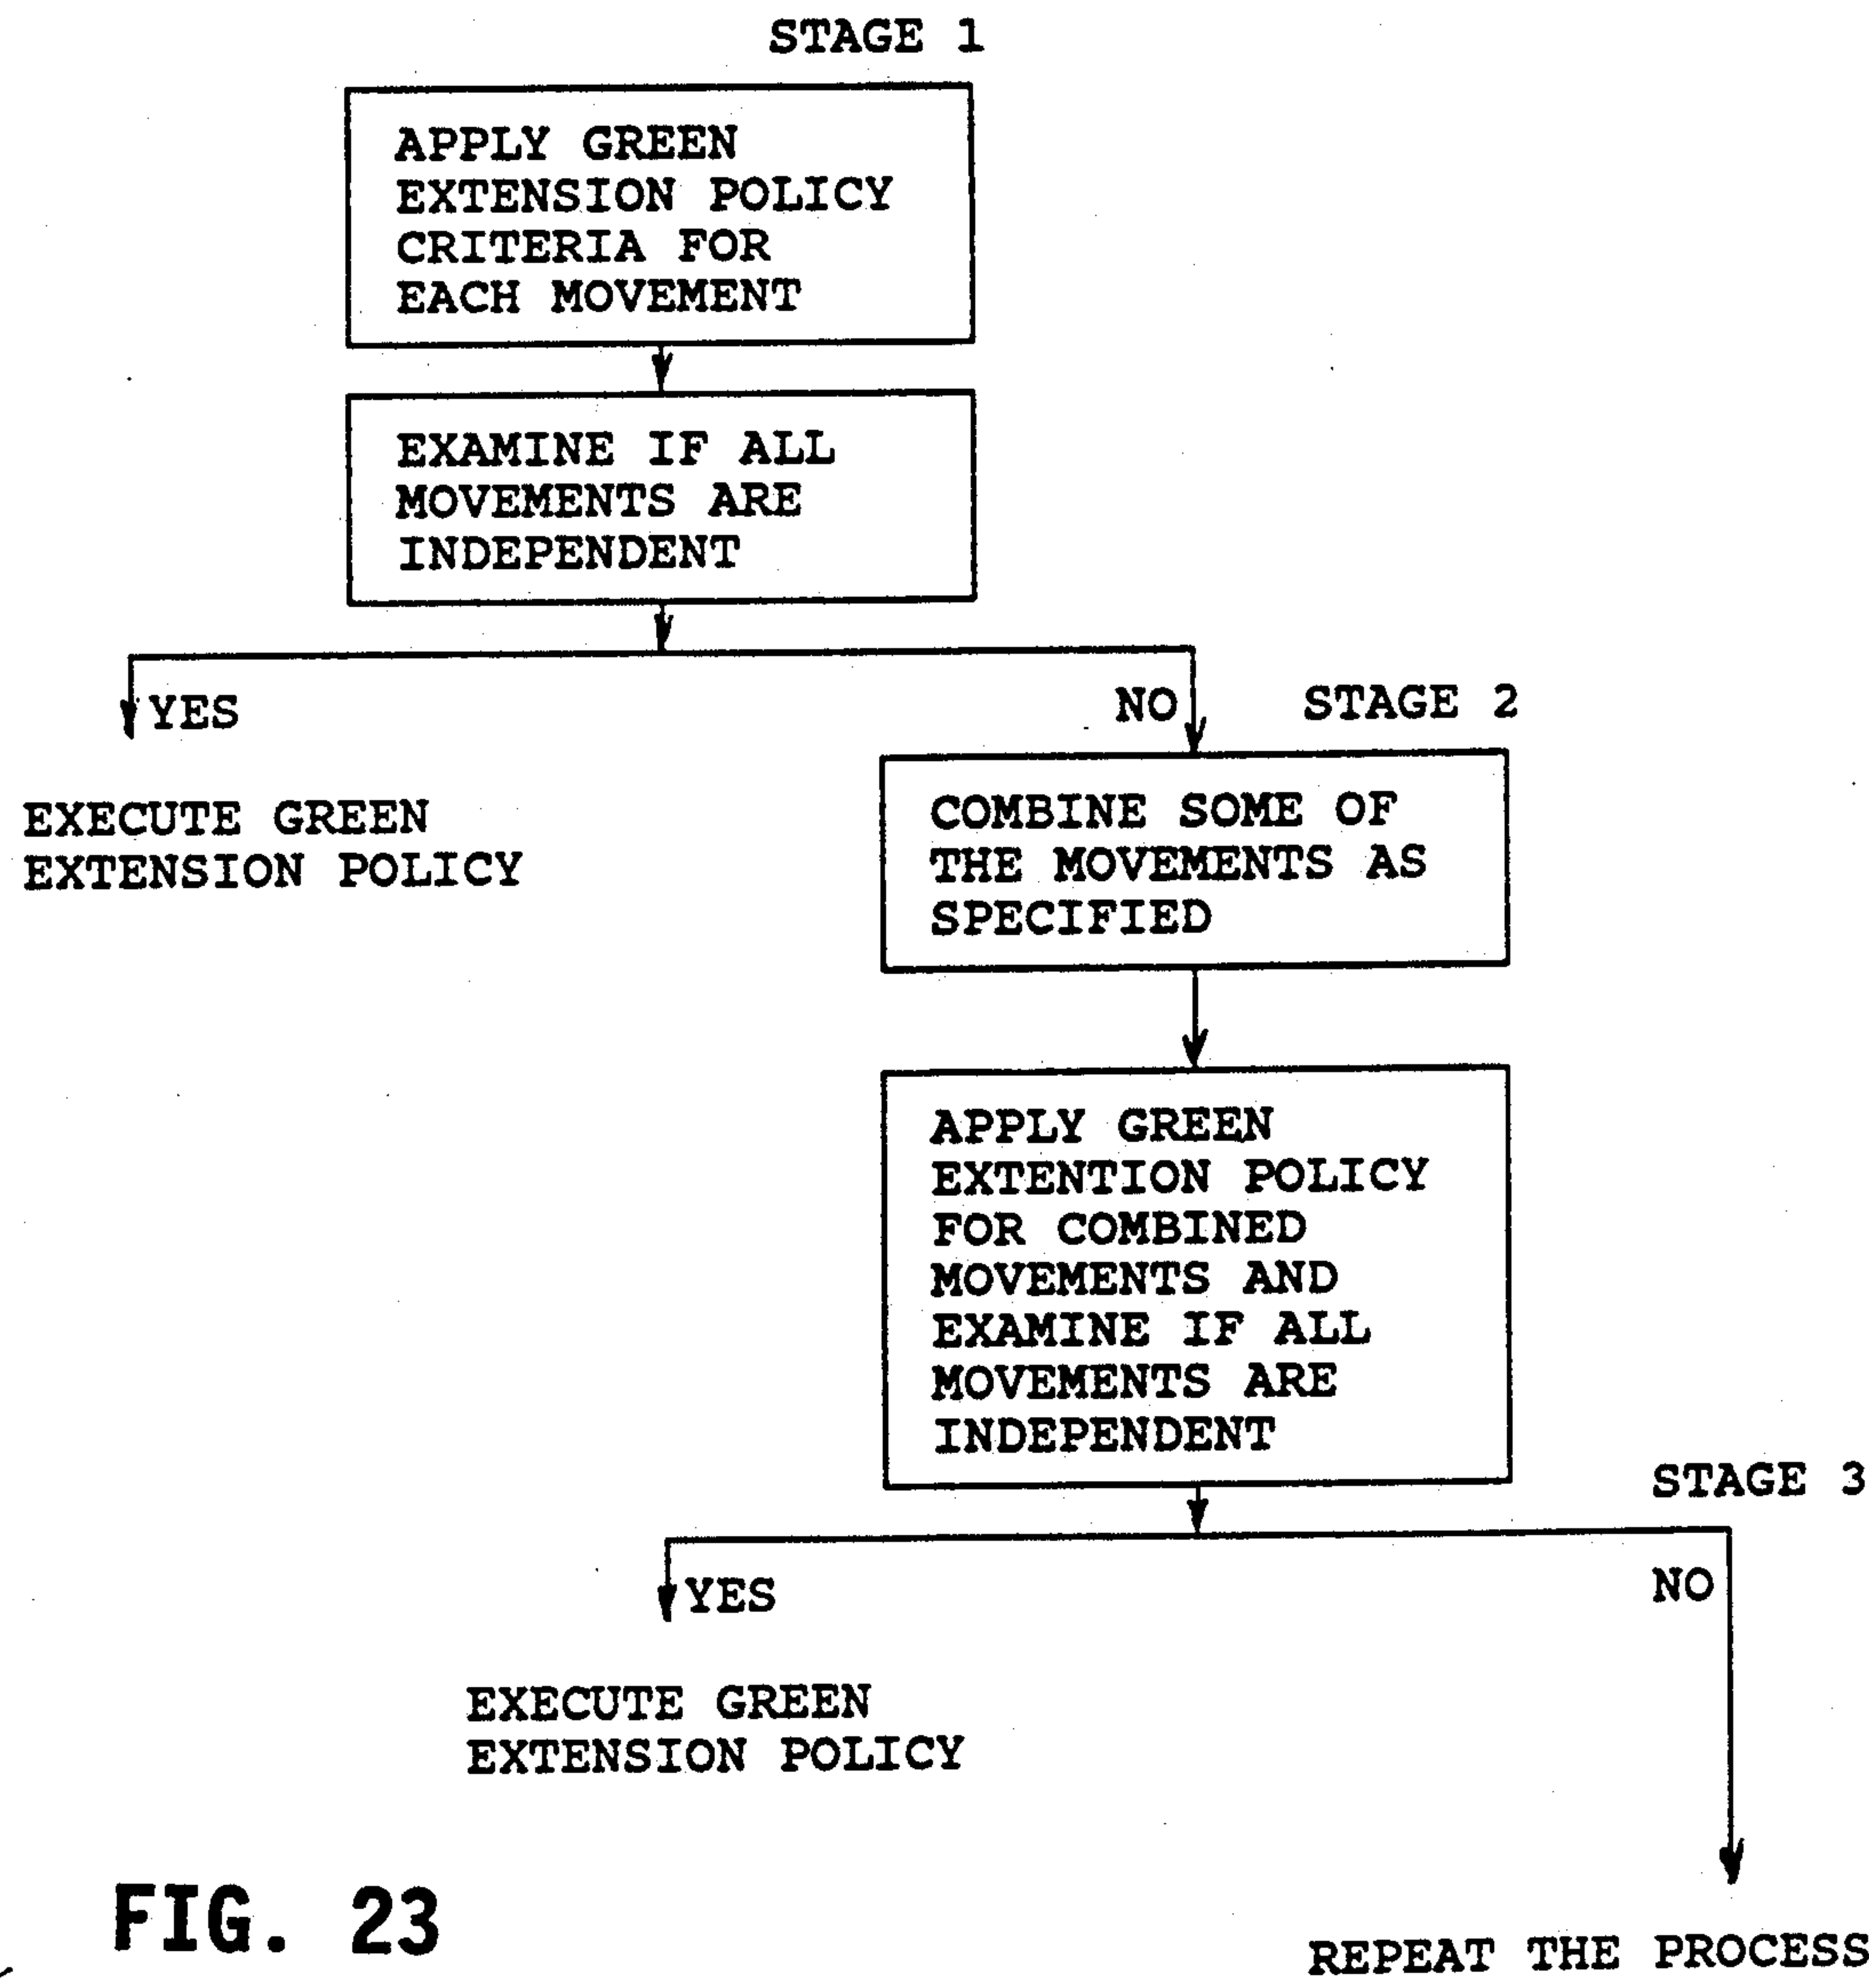 STAGE 1
APPLY GREEN
EXTENSION POLICY
CRITERIA FOR
EACH MOVEMENT
EXAMINE IF ALL
MOVEMENTS ARE
INDEPENDENT
YES
NO
STAGE 2
EXECUTE GREEN
EXTENSION POLICY
COMBINE SOME OF
THE MOVEMENTS AS
SPECIFIED
APPLY GREEN
EXTENTION POLICY
FOR COMBINED
MOVEMENTS AND
EXAMINE IF ALL
MOVEMENTS ARE
INDEPENDENT
STAGE 3
YES
NO
EXECUTE GREEN
EXTENSION POLICY
REPEAT THE PROCESS
FIG. 23